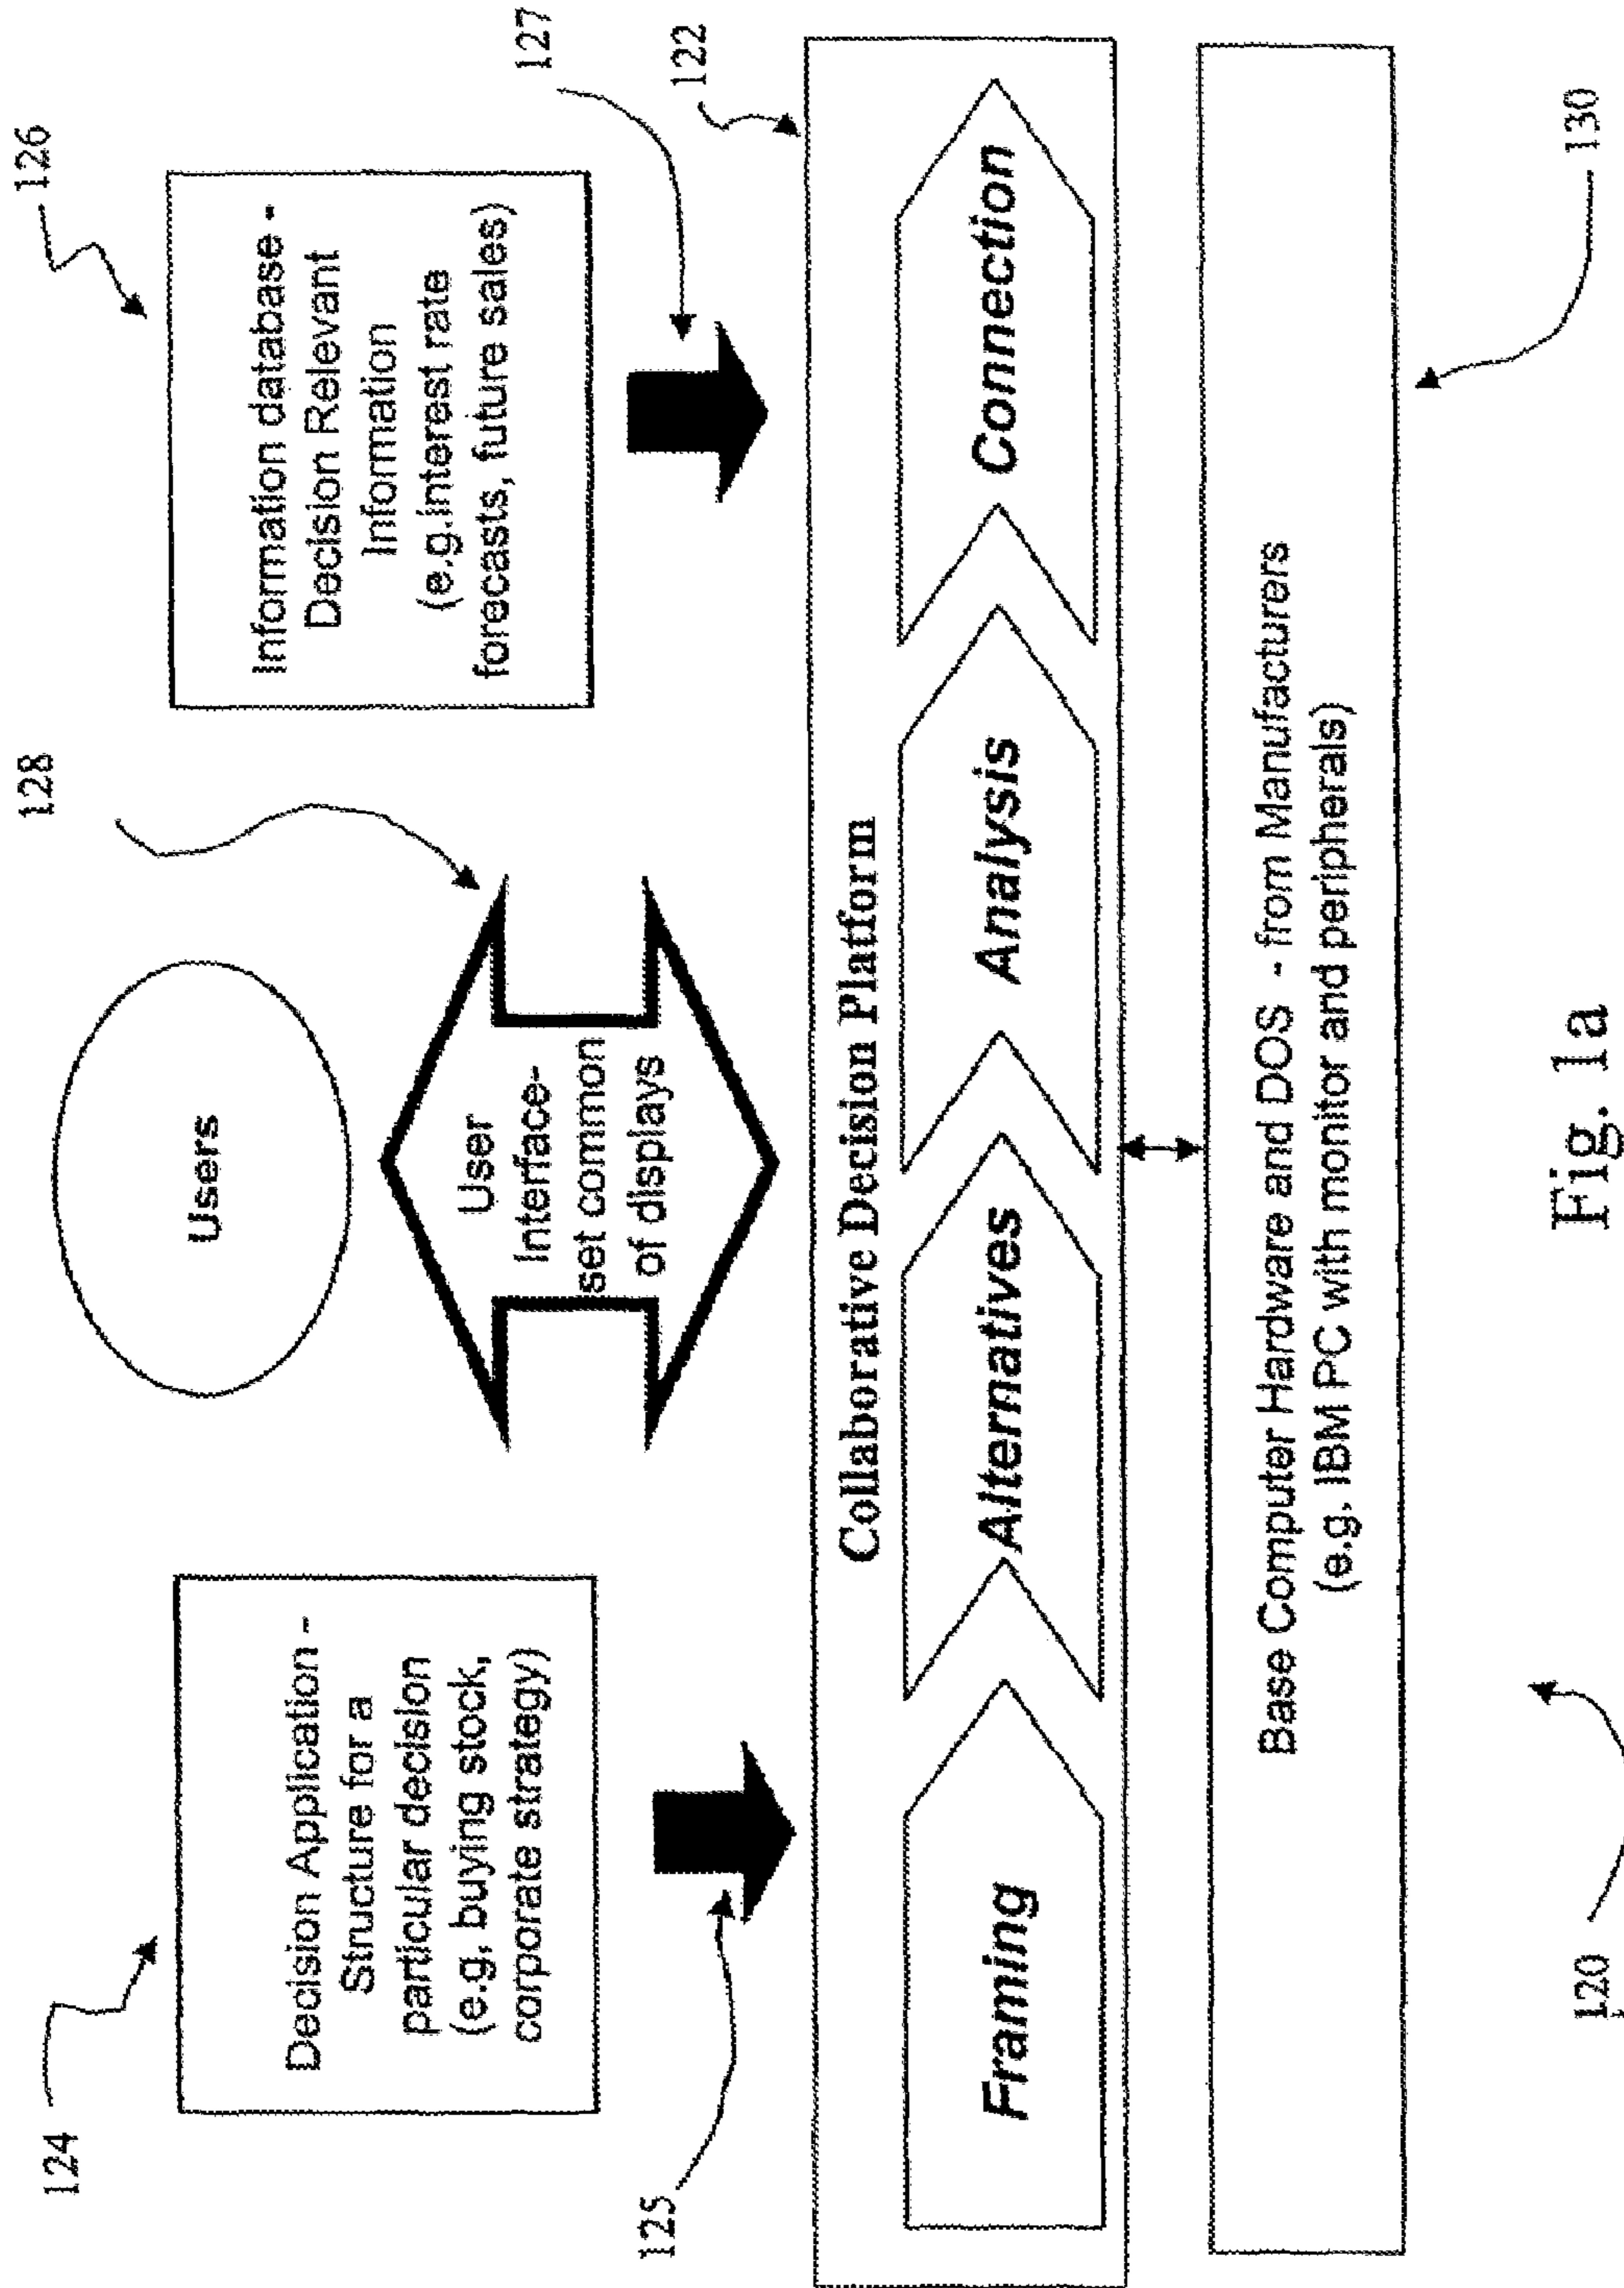 124
Decision Application -
Structure for a
particular decision
(e.g. buying stock,
corporate strategy)
125
Users
128
User
Interface-
set common
of displays
126
Information database -
Decision Relevant
Information
(e.g.interest rate
forecasts, future sales)
127
122
Collaborative Decision Platform
Framing
Alternatives
Analysis
Connection
Base Computer Hardware and DOS - from Manufacturers
(e.g. IBM PC with monitor and peripherals)
130
120
Fig. 1a